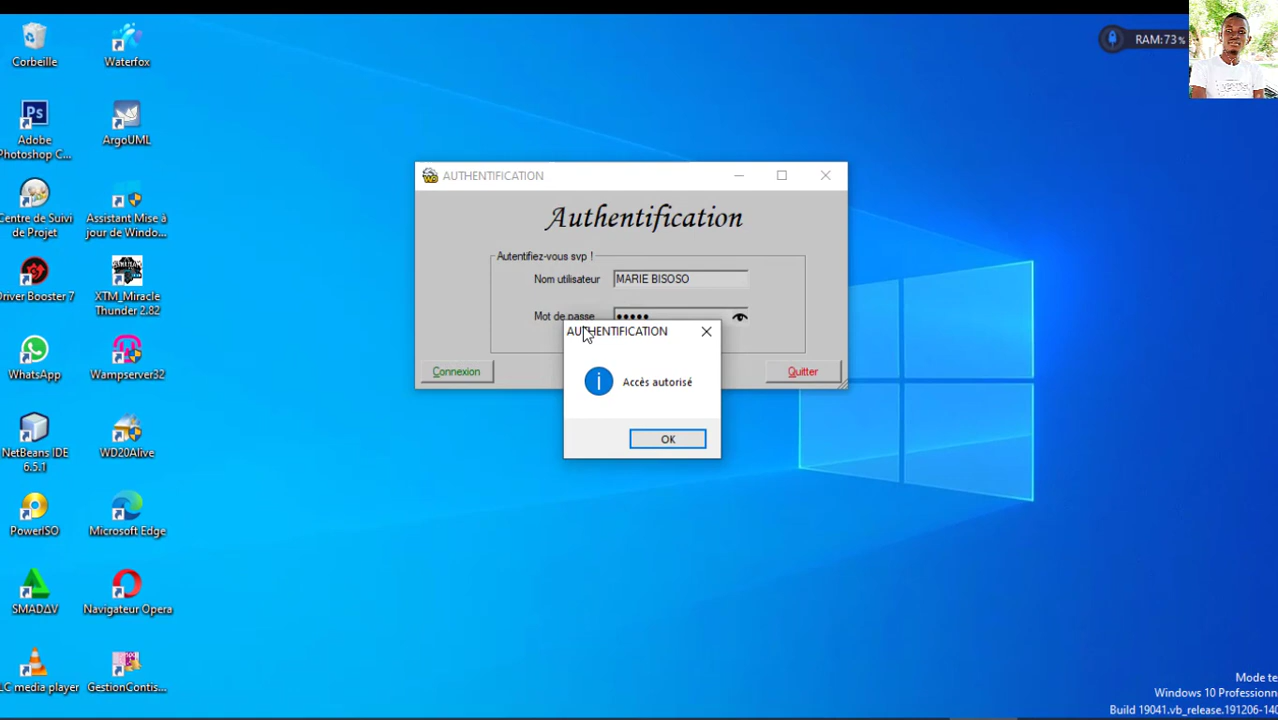 Corbeille
Waterfox
RAM:73%
Adobe
Photoshop C...
ArgoUML
Centre de Suivi
de Projet
Assistant Mise à
jour de Windo...
Driver Booster 7
XTM_Miracle
Thunder 2.82
WhatsApp
Wampserver32
NetBeans IDE
6.5.1
WD20Alive
PowerISO
Microsoft Edge
SMADΔV
Navigateur Opera
LC media player
GestionContis...
AUTHENTIFICATION
Authentification
Autentifiez-vous svp !
Nom utilisateur
MARIE BISOSO
Mot de passe
•••••
Connexion
Quitter
AUTHENTIFICATION
Accès autorisé
OK
Mode te
Windows 10 Professionn
Build 19041.vb_release.191206-140